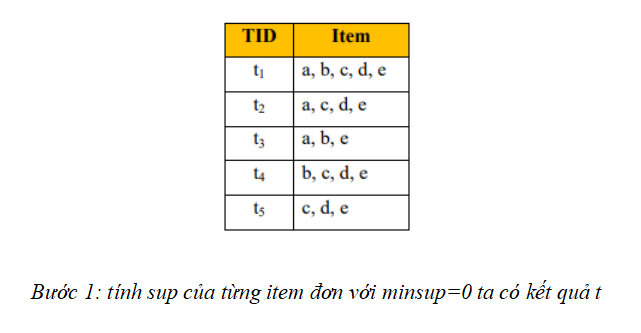 TID Item
t₁ a, b, c, d, e
t₂ a, c, d, e
t₃ a, b, e
t₄ b, c, d, e
t₅ c, d, e
Bước 1: tính sup của từng item đơn với minsup=0 ta có kết quả t